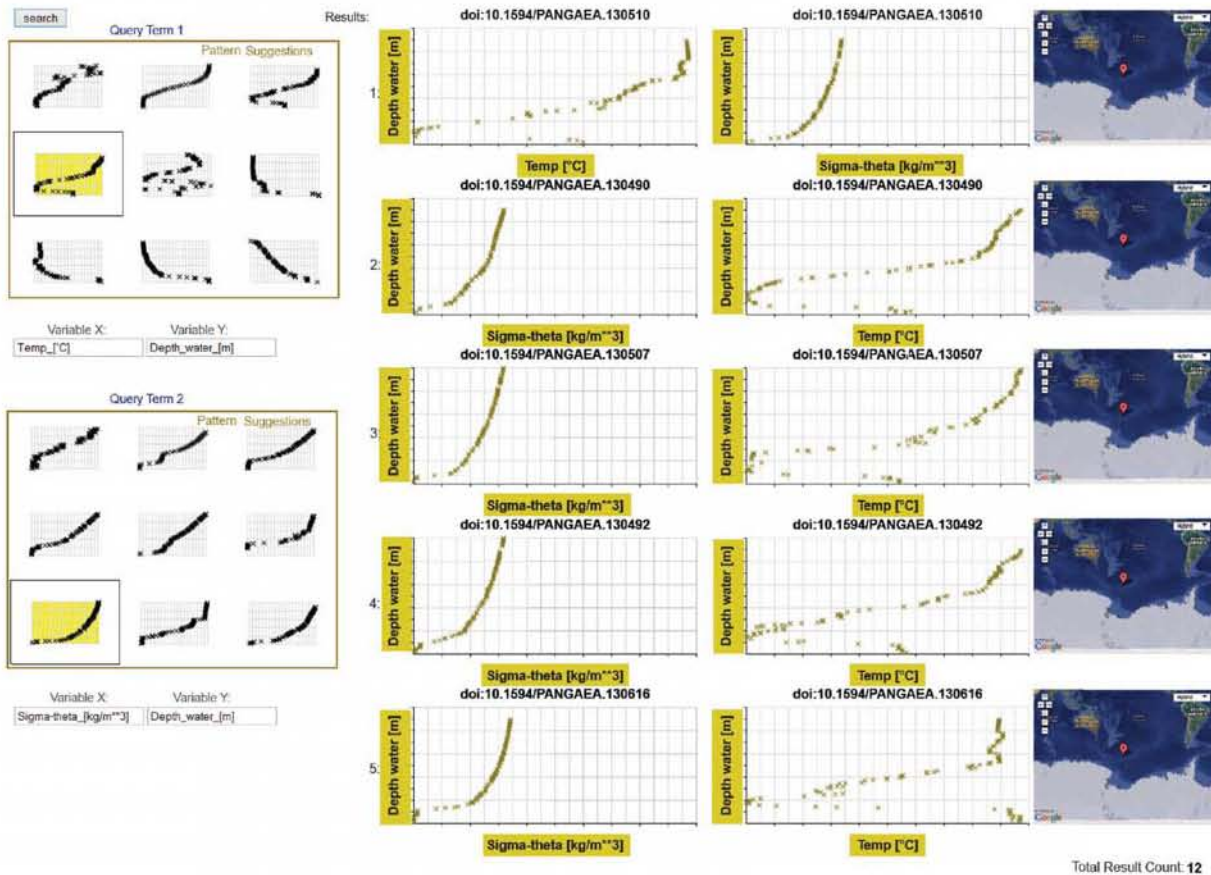 search
Query Term 1
Pattern Suggestions
Variable X: Variable Y:
Temp_[°C] Depth_water_[m]
Query Term 2
Pattern Suggestions
Variable X: Variable Y:
Sigma-theta_[kg/m**3] Depth_water_[m]
Results:
doi:10.1594/PANGAEA.130510 doi:10.1594/PANGAEA.130510
1:
Depth water [m]
Depth water [m]
Temp [°C] Sigma-theta [kg/m**3]
Google
doi:10.1594/PANGAEA.130490 doi:10.1594/PANGAEA.130490
2:
Depth water [m]
Depth water [m]
Sigma-theta [kg/m**3] Temp [°C]
Google
doi:10.1594/PANGAEA.130507 doi:10.1594/PANGAEA.130507
3:
Depth water [m]
Depth water [m]
Sigma-theta [kg/m**3] Temp [°C]
Google
doi:10.1594/PANGAEA.130492 doi:10.1594/PANGAEA.130492
4:
Depth water [m]
Depth water [m]
Sigma-theta [kg/m**3] Temp [°C]
Google
doi:10.1594/PANGAEA.130616 doi:10.1594/PANGAEA.130616
5:
Depth water [m]
Depth water [m]
Sigma-theta [kg/m**3] Temp [°C]
Google
Total Result Count: 12